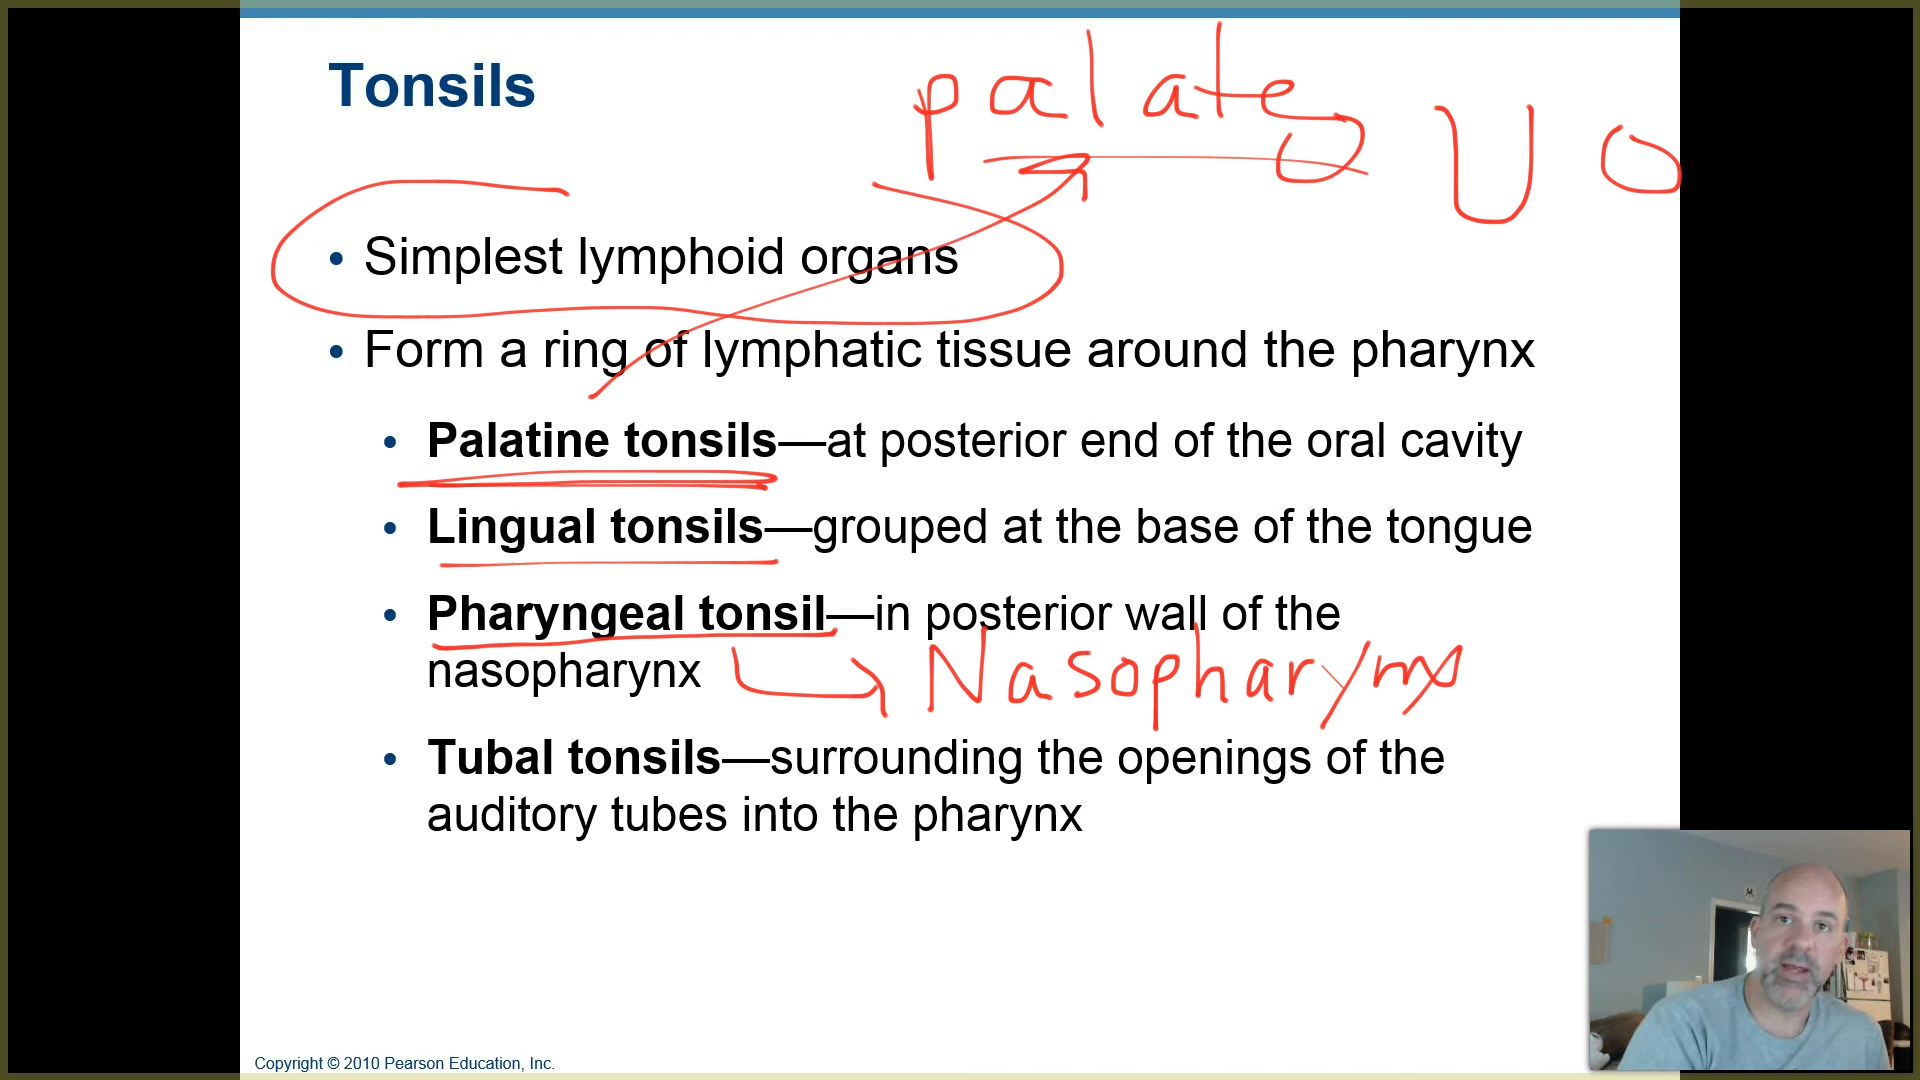 Tonsils
palate
U O
• Simplest lymphoid organs
• Form a ring of lymphatic tissue around the pharynx
• Palatine tonsils—at posterior end of the oral cavity
• Lingual tonsils—grouped at the base of the tongue
• Pharyngeal tonsil—in posterior wall of the
nasopharynx
Nasopharynx
• Tubal tonsils—surrounding the openings of the
auditory tubes into the pharynx
Copyright © 2010 Pearson Education, Inc.